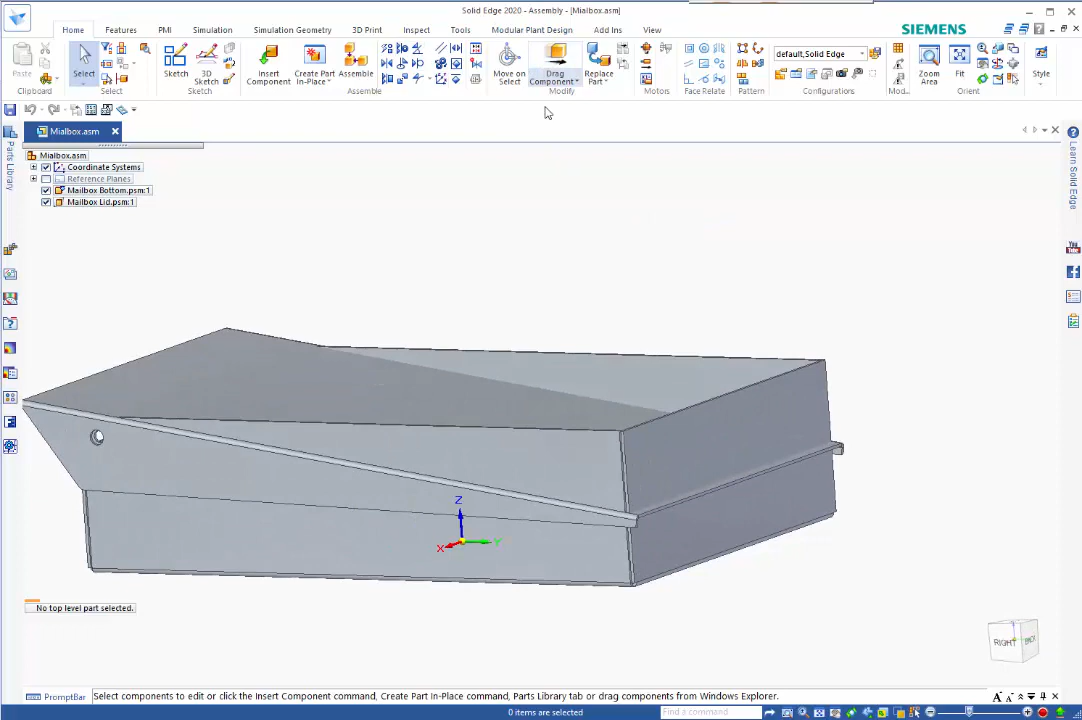 Solid Edge 2020 - Assembly - [Mialbox.asm]
Home Features PMI Simulation Simulation Geometry 3D Print Inspect Tools Modular Plant Design Add Ins View
SIEMENS
Paste
Clipboard
Select
Select
Sketch
3D Sketch
Sketch
Insert Component
Create Part In-Place
Assemble
Assemble
Move on Select
Drag Component
Replace Part
Modify
Motors
Face Relate
Pattern
default,Solid Edge
Configurations
Mod...
Zoom Area
Fit
Orient
Style
Mialbox.asm
Parts Library
Learn Solid Edge
Mialbox.asm
Coordinate Systems
Reference Planes
Mailbox Bottom.psm:1
Mailbox Lid.psm:1
Z
X
Y
No top level part selected.
RIGHT
BACK
PromptBar
Select components to edit or click the Insert Component command, Create Part In-Place command, Parts Library tab or drag components from Windows Explorer.
0 items are selected
Find a command